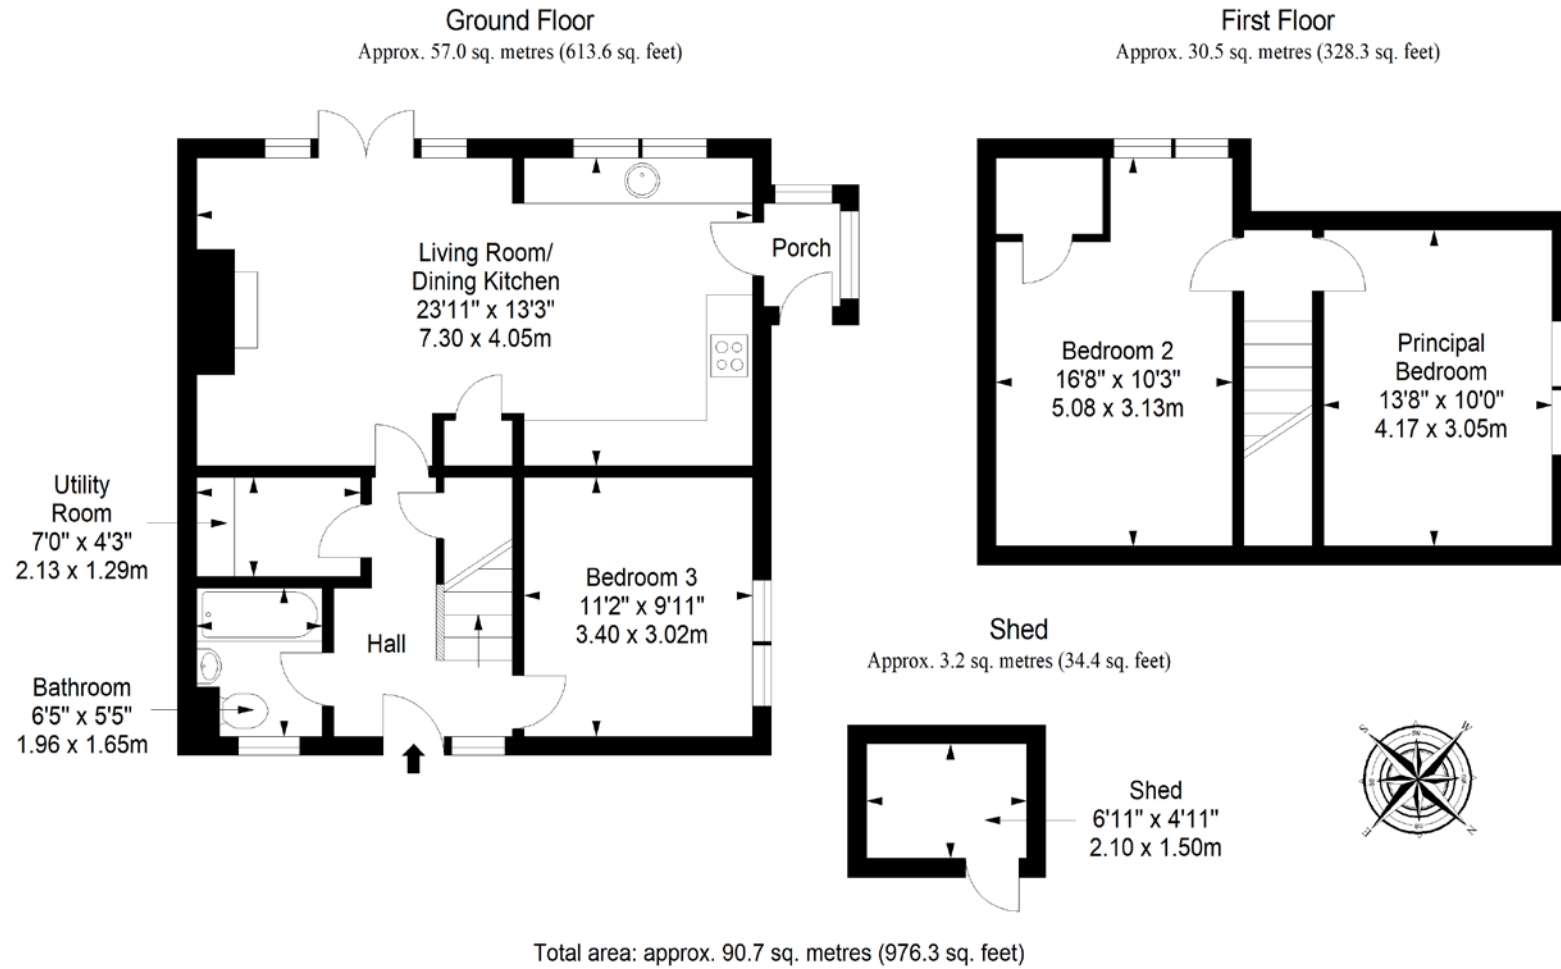 Ground Floor
Approx. 57.0 sq. metres (613.6 sq. feet)
First Floor
Approx. 30.5 sq. metres (328.3 sq. feet)
Living Room/
Dining Kitchen
23'11" x 13'3"
7.30 x 4.05m
Porch
Utility
Room
7'0" x 4'3"
2.13 x 1.29m
Bedroom 3
11'2" x 9'11"
3.40 x 3.02m
Hall
Bathroom
6'5" x 5'5"
1.96 x 1.65m
Bedroom 2
16'8" x 10'3"
5.08 x 3.13m
Principal
Bedroom
13'8" x 10'0"
4.17 x 3.05m
Shed
Approx. 3.2 sq. metres (34.4 sq. feet)
Shed
6'11" x 4'11"
2.10 x 1.50m
S
W
E
N
Total area: approx. 90.7 sq. metres (976.3 sq. feet)